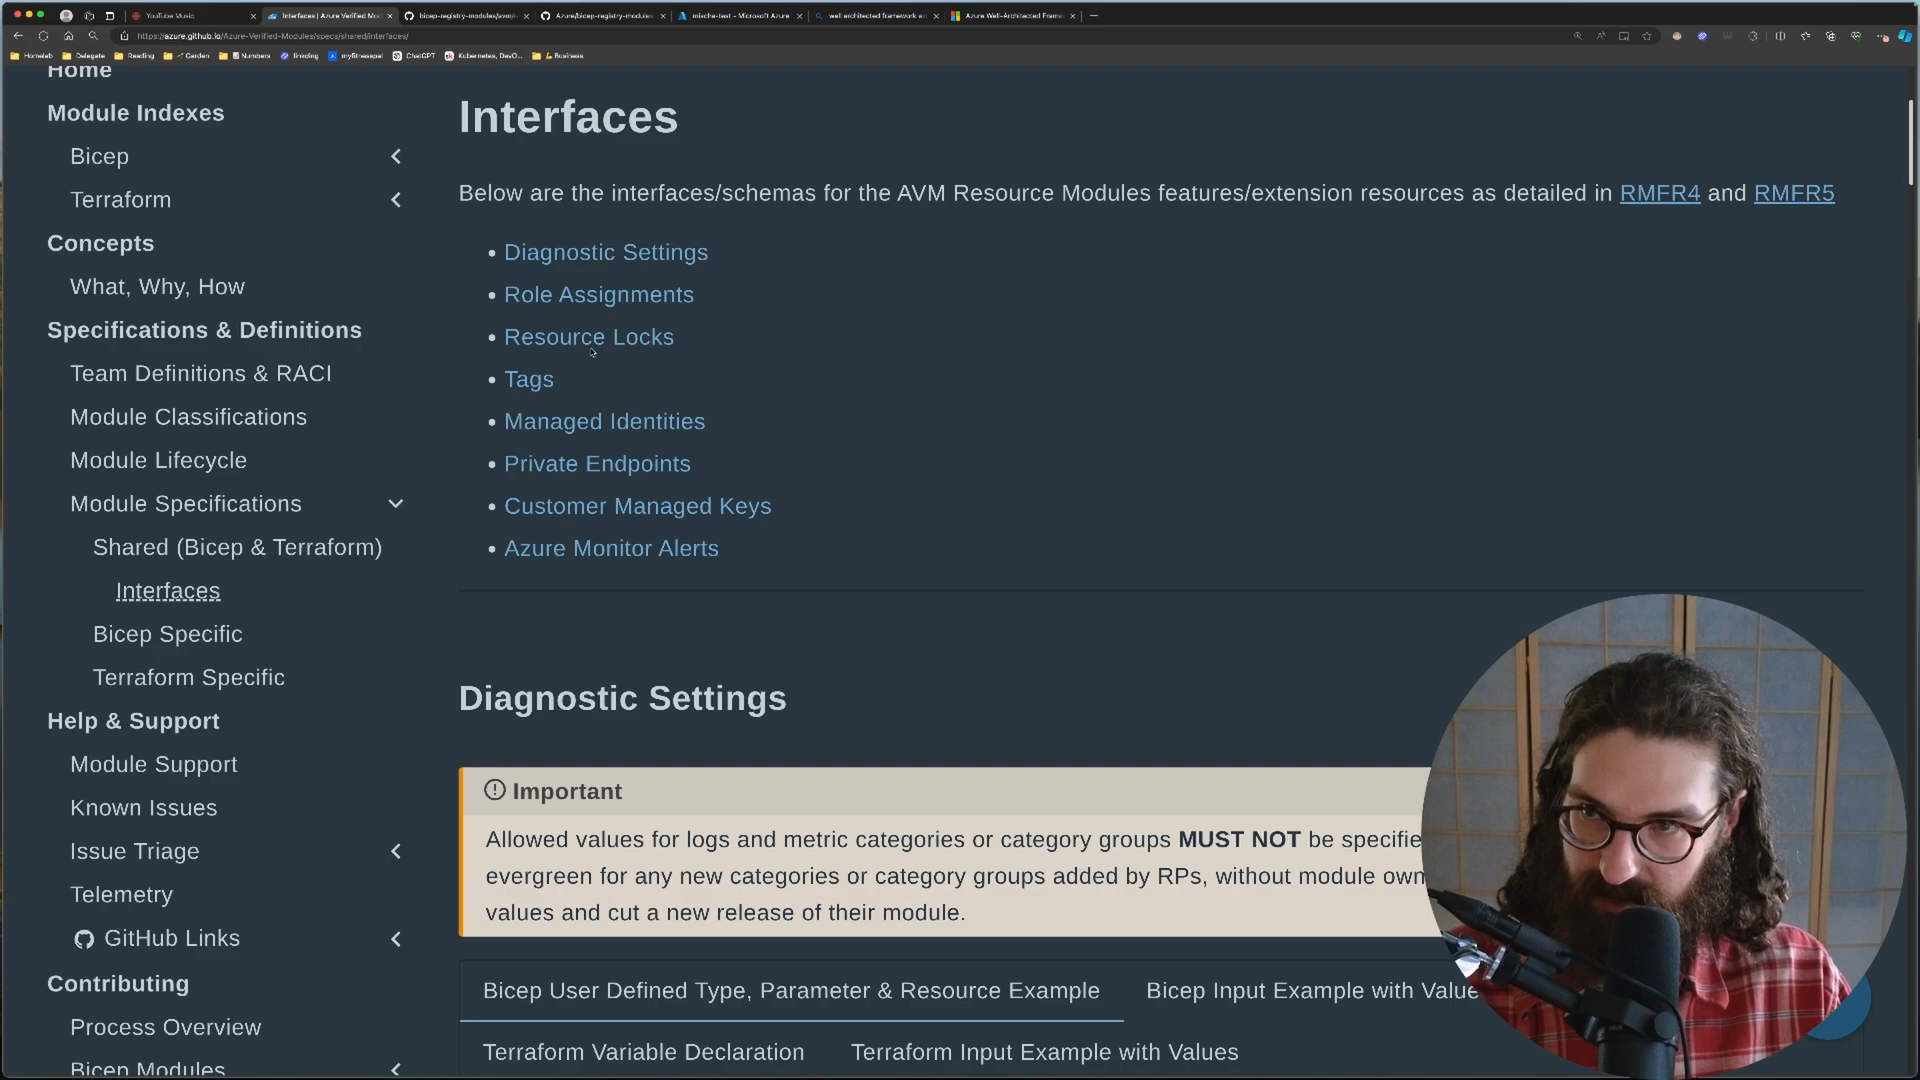 YouTube Music
Interfaces | Azure Verified Mo
bicep-registry-modules/avm/
Azure/bicep-registry-modules
mischa-test - Microsoft Azure
well architected framework a
Azure Well-Architected Frame
https://azure.github.io/Azure-Verified-Modules/specs/shared/interfaces/
Homelab
Delegate
Reading
Garden
Numbers
linkding
myfitnesspal
ChatGPT
Kubernetes, DevO...
Business
Home
Module Indexes
Bicep
Terraform
Concepts
What, Why, How
Specifications & Definitions
Team Definitions & RACI
Module Classifications
Module Lifecycle
Module Specifications
Shared (Bicep & Terraform)
Interfaces
Bicep Specific
Terraform Specific
Help & Support
Module Support
Known Issues
Issue Triage
Telemetry
GitHub Links
Contributing
Process Overview
Bicep Modules
Interfaces
Below are the interfaces/schemas for the AVM Resource Modules features/extension resources as detailed in RMFR4 and RMFR5
Diagnostic Settings
Role Assignments
Resource Locks
Tags
Managed Identities
Private Endpoints
Customer Managed Keys
Azure Monitor Alerts
Diagnostic Settings
Important
Allowed values for logs and metric categories or category groups MUST NOT be specifie
evergreen for any new categories or category groups added by RPs, without module own
values and cut a new release of their module.
Bicep User Defined Type, Parameter & Resource Example
Bicep Input Example with Value
Terraform Variable Declaration
Terraform Input Example with Values